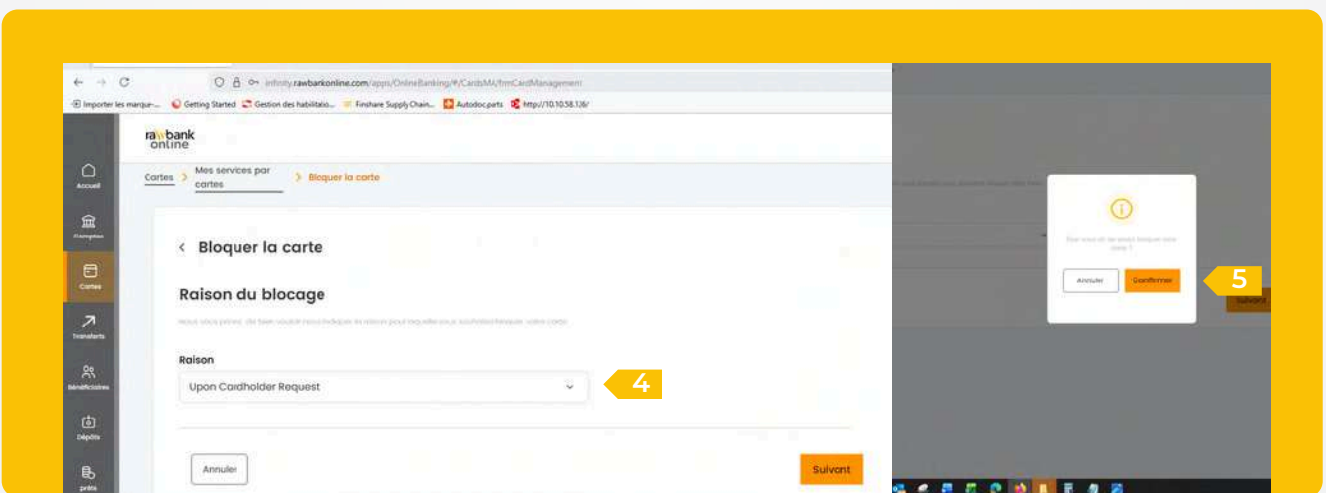 infinity.rawbankonline.com/apps/OnlineBanking/#/CardsMA/frmCardManagement
Importer les marque-... Getting Started Gestion des habilitatio... Finshare Supply Chain... Autodoc.parts http://10.10.58.136/
rawbank
online
Cartes > Mes services par
cartes > Bloquer la carte
Accueil
Cartes
Transferts
Bénéficiaires
Dépôts
prêts
< Bloquer la carte
Raison du blocage
Raison
Upon Cardholder Request
4
Annuler
Suivant
Annuler Confirmer
5
Suivant